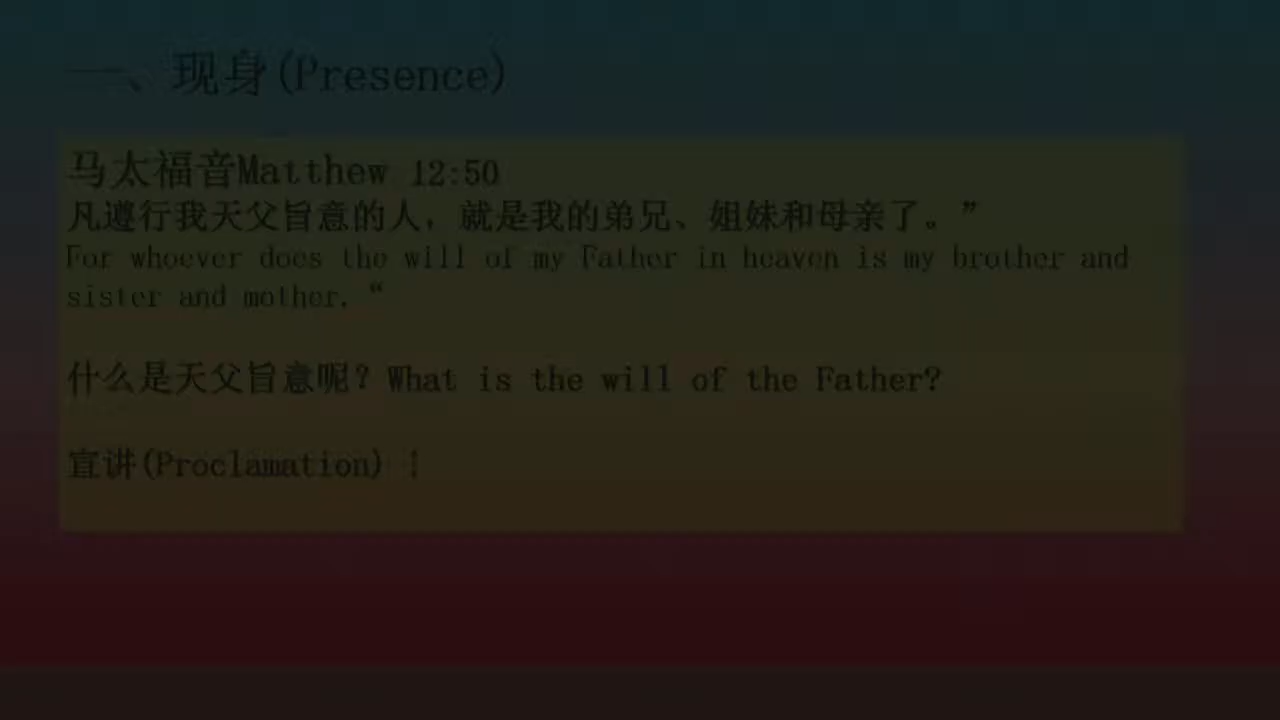 一、现身(Presence)
马太福音Matthew 12:50
凡遵行我天父旨意的人，就是我的弟兄、姐妹和母亲了。”
For whoever does the will of my Father in heaven is my brother and
sister and mother.“
什么是天父旨意呢？What is the will of the Father?
宣讲(Proclamation) !